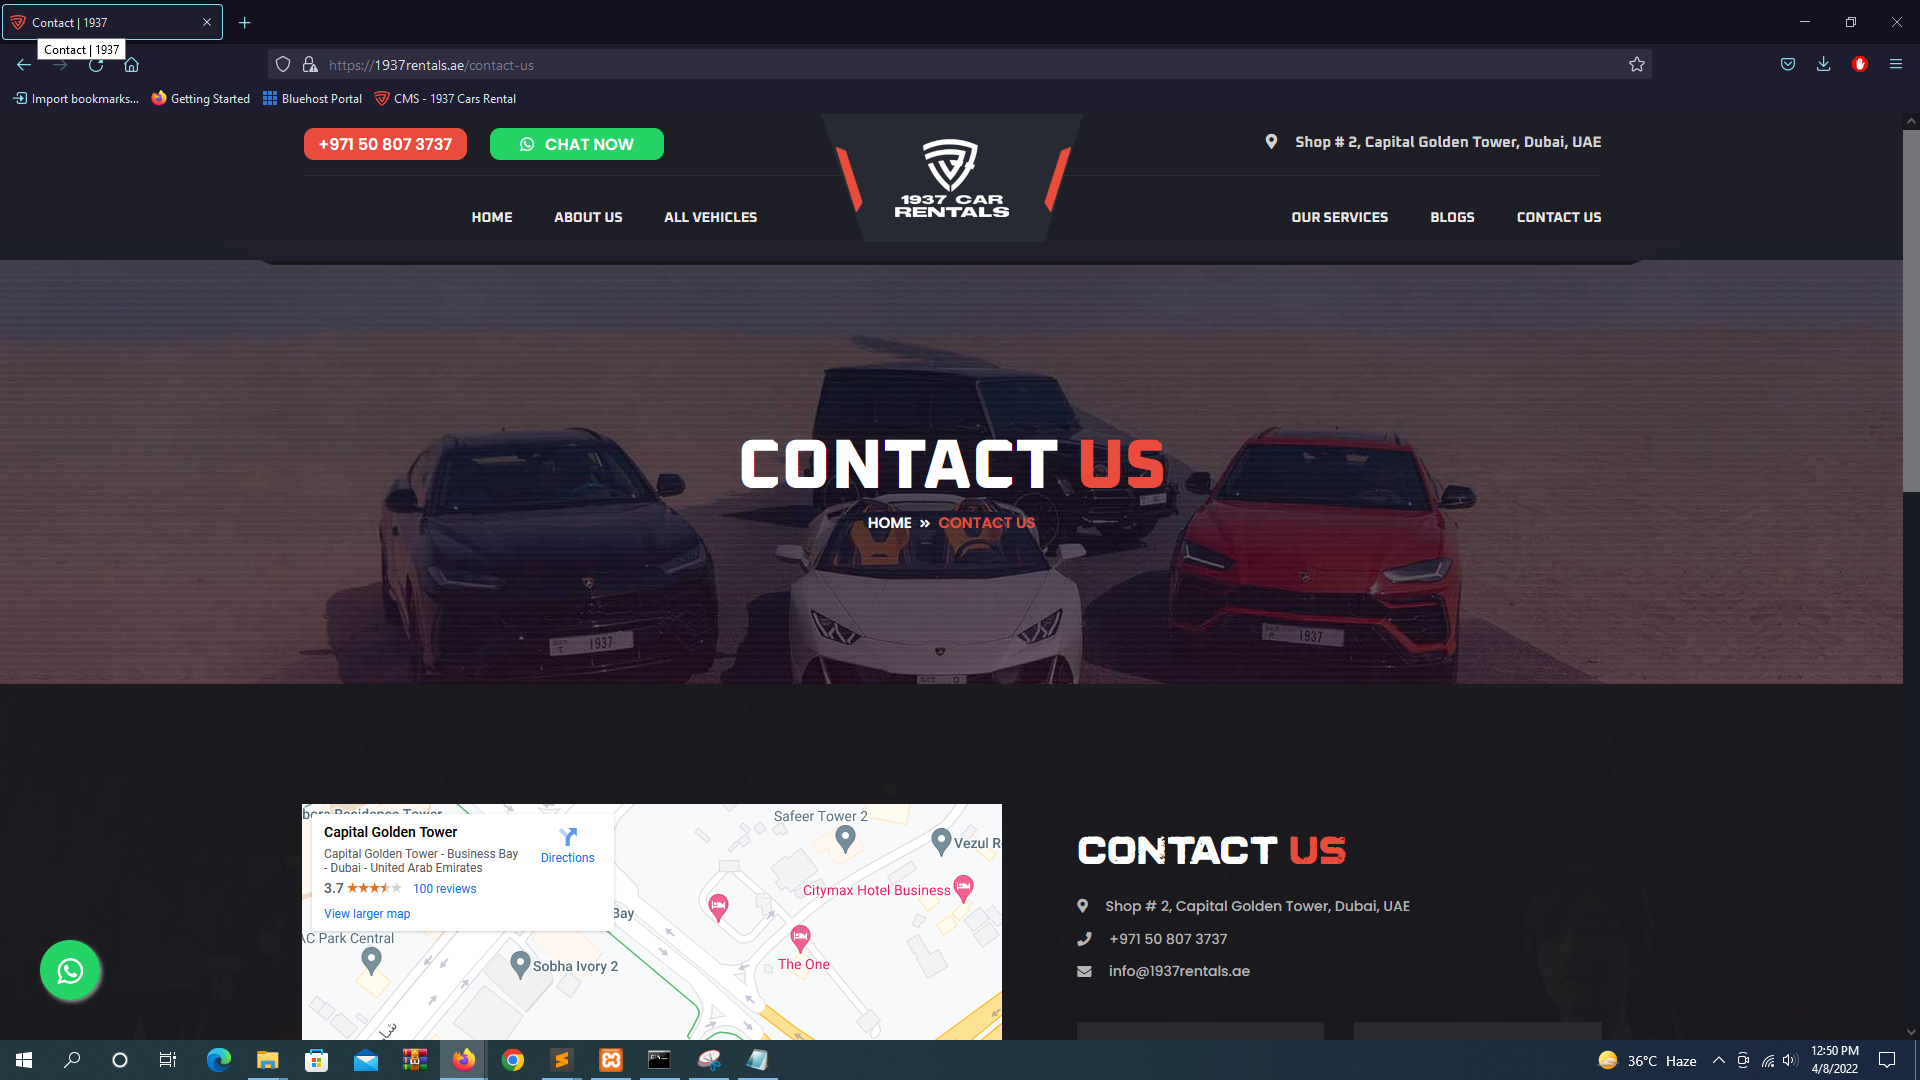 Contact | 1937
Contact | 1937
https://1937rentals.ae/contact-us
Import bookmarks...
Getting Started
Bluehost Portal
CMS - 1937 Cars Rental
+971 50 807 3737
CHAT NOW
Shop # 2, Capital Golden Tower, Dubai, UAE
1937 CAR
RENTALS
HOME
ABOUT US
ALL VEHICLES
OUR SERVICES
BLOGS
CONTACT US
CONTACT US
HOME » CONTACT US
1937
1937
Capital Golden Tower
Capital Golden Tower - Business Bay
- Dubai - United Arab Emirates
3.7
100 reviews
Directions
View larger map
Safeer Tower 2
Vezul R
Citymax Hotel Business
Bay
AC Park Central
Sobha Ivory 2
The One
CONTACT US
Shop # 2, Capital Golden Tower, Dubai, UAE
+971 50 807 3737
info@1937rentals.ae
36°C Haze
12:50 PM
4/8/2022